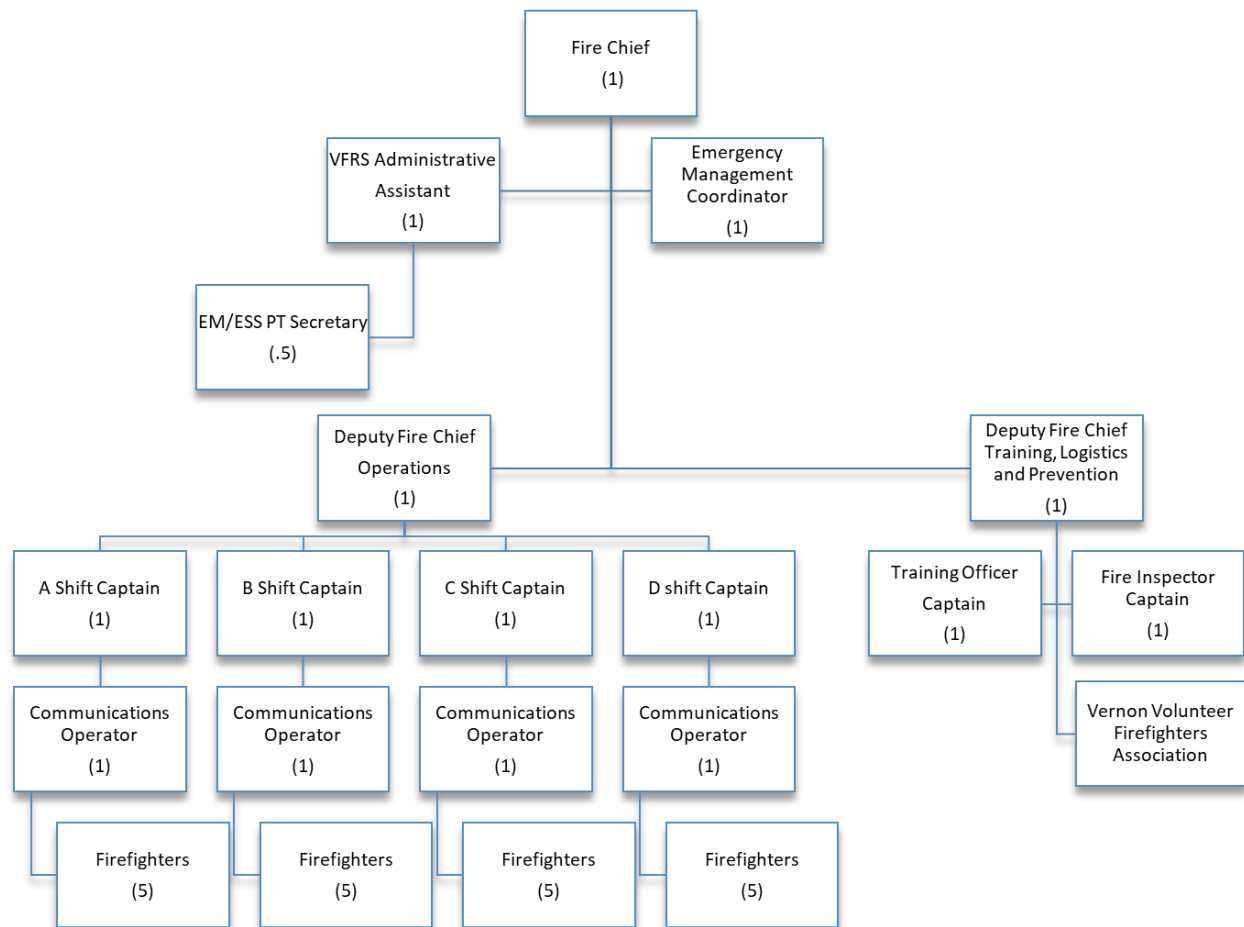 Fire Chief
(1)
VFRS Administrative
Assistant
(1)
Emergency
Management
Coordinator
(1)
EM/ESS PT Secretary
(.5)
Deputy Fire Chief
Operations
(1)
Deputy Fire Chief
Training, Logistics
and Prevention
(1)
A Shift Captain
(1)
B Shift Captain
(1)
C Shift Captain
(1)
D shift Captain
(1)
Training Officer
Captain
(1)
Fire Inspector
Captain
(1)
Communications
Operator
(1)
Communications
Operator
(1)
Communications
Operator
(1)
Communications
Operator
(1)
Vernon Volunteer
Firefighters
Association
Firefighters
(5)
Firefighters
(5)
Firefighters
(5)
Firefighters
(5)